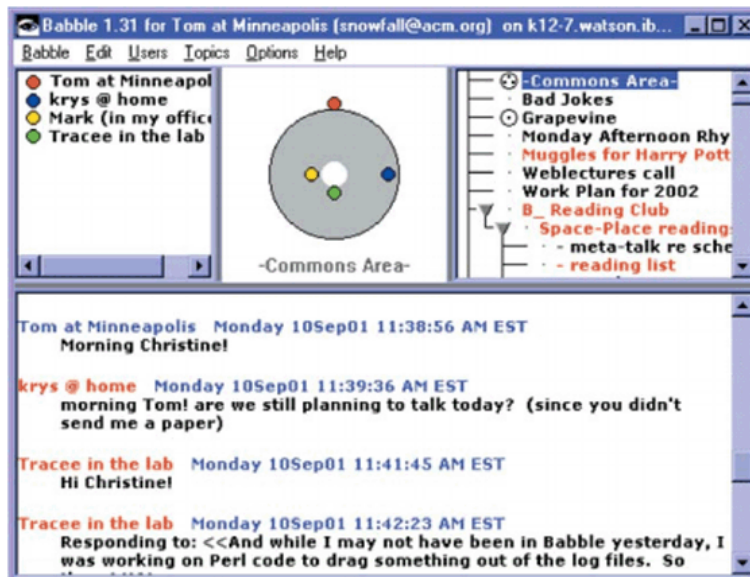 Babble 1.31 for Tom at Minneapolis (snowfall@acm.org) on k12-7.watson.ib...
Babble Edit Users Topics Options Help
Tom at Minneapol
krys @ home
Mark (in my office
Tracee in the lab
-Commons Area-
-Commons Area-
Bad Jokes
Grapevine
Monday Afternoon Rhy
Muggles for Harry Pott
Weblectures call
Work Plan for 2002
B_ Reading Club
Space-Place reading
- meta-talk re sche
- reading list
Tom at Minneapolis Monday 10Sep01 11:38:56 AM EST
Morning Christine!
krys @ home Monday 10Sep01 11:39:36 AM EST
morning Tom! are we still planning to talk today? (since you didn't
send me a paper)
Tracee in the lab Monday 10Sep01 11:41:45 AM EST
Hi Christine!
Tracee in the lab Monday 10Sep01 11:42:23 AM EST
Responding to: <<And while I may not have been in Babble yesterday, I
was working on Perl code to drag something out of the log files. So